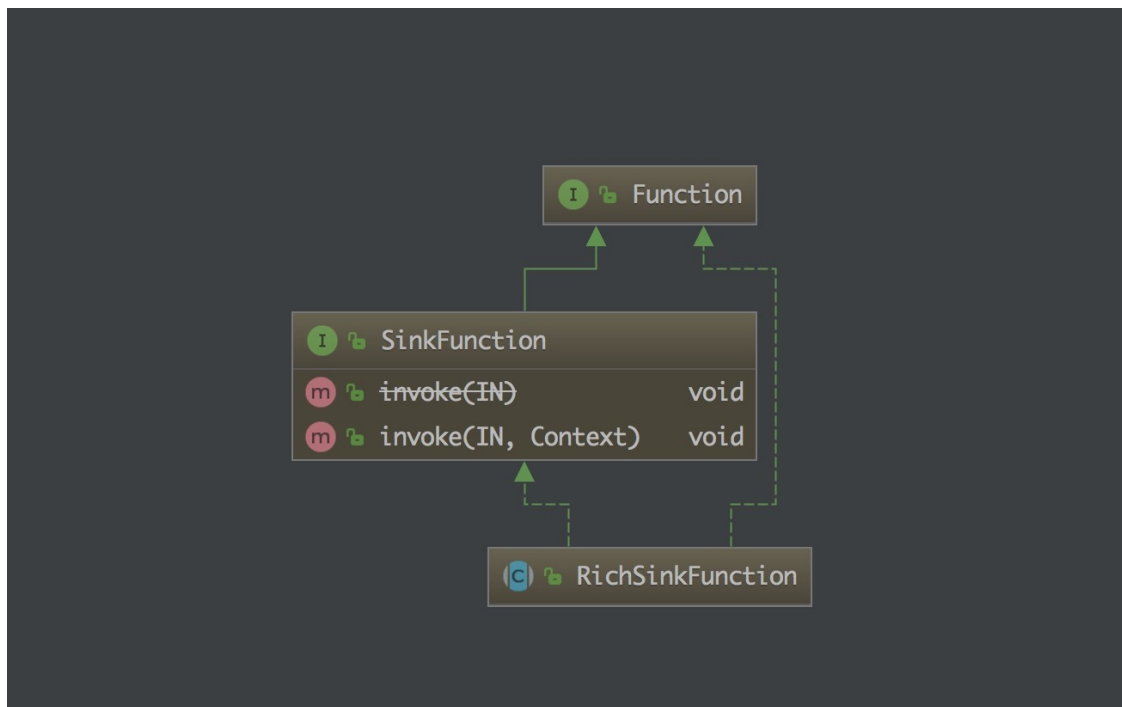 I Function
I SinkFunction
m invoke(IN) void
m invoke(IN, Context) void
C RichSinkFunction